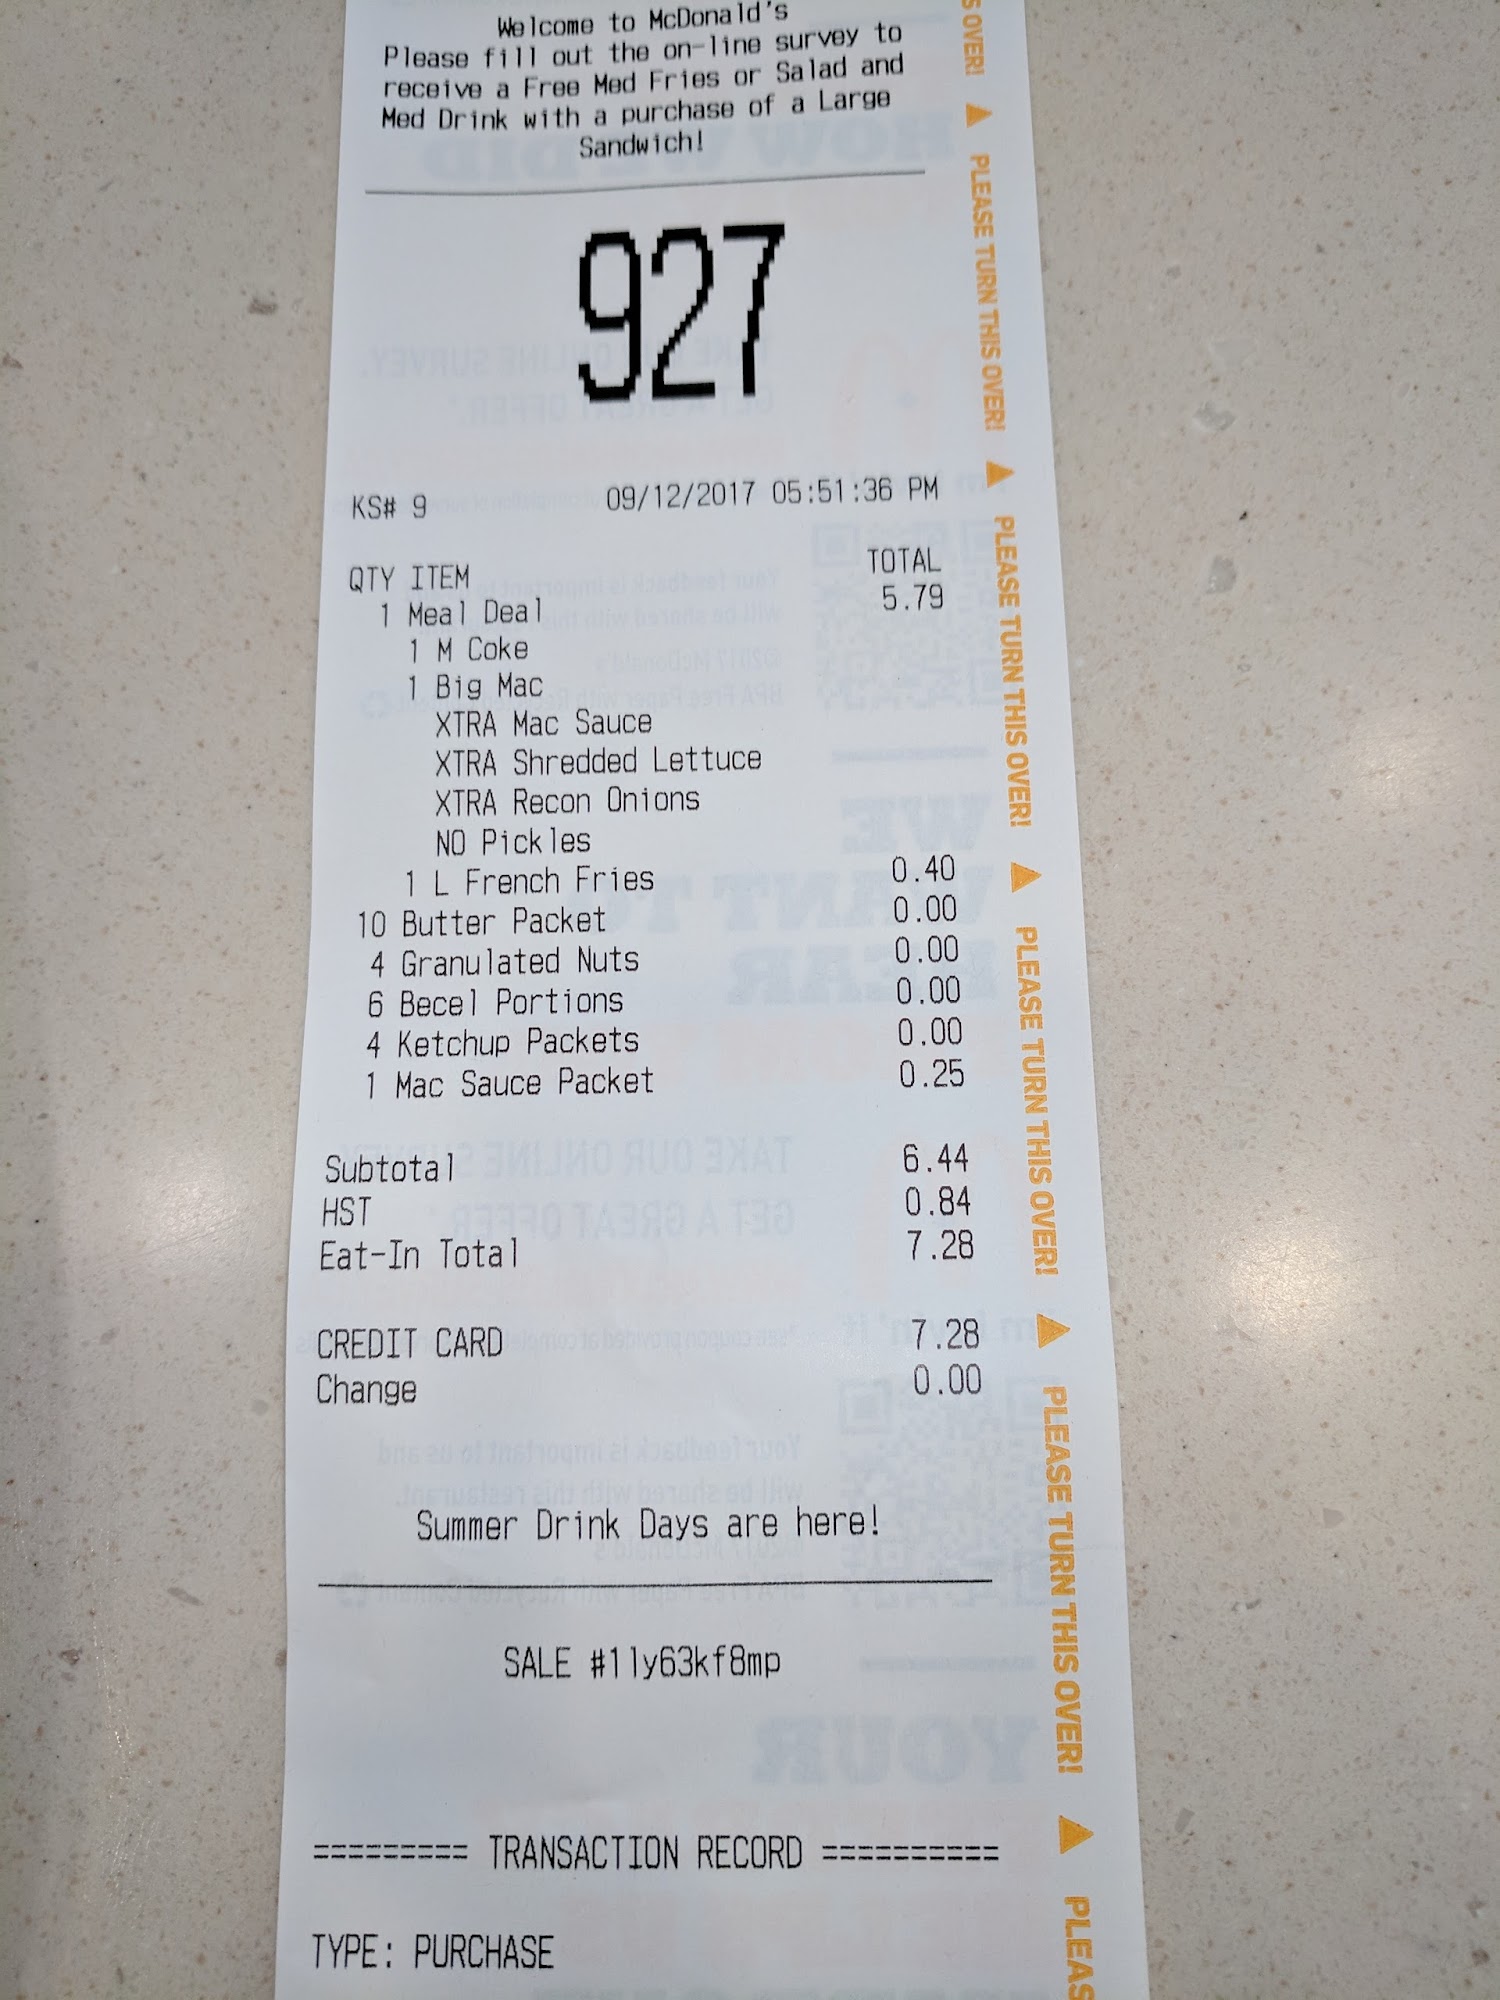 Welcome to McDonald's
Please fill out the on-line survey to
receive a Free Med Fries or Salad and
Med Drink with a purchase of a Large
Sandwich!
927
KS# 9 09/12/2017 05:51:36 PM
QTY ITEM TOTAL
1 Meal Deal 5.79
1 M Coke
1 Big Mac
XTRA Mac Sauce
XTRA Shredded Lettuce
XTRA Recon Onions
NO Pickles
1 L French Fries 0.40
10 Butter Packet 0.00
4 Granulated Nuts 0.00
6 Becel Portions 0.00
4 Ketchup Packets 0.00
1 Mac Sauce Packet 0.25
Subtotal 6.44
HST 0.84
Eat-In Total 7.28
CREDIT CARD 7.28
Change 0.00
Summer Drink Days are here!
SALE #1ly63kf8mp
========= TRANSACTION RECORD ==========
TYPE: PURCHASE
S OVER!
PLEASE TURN THIS OVER!
PLEASE TURN THIS OVER!
PLEASE TURN THIS OVER!
PLEASE TURN THIS OVER!
PLEAS